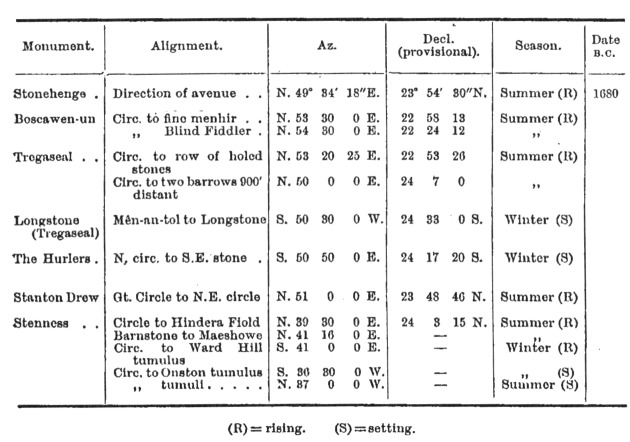 Monument. Alignment. Az. Decl. (provisional). Season. Date B.C.
Stonehenge . Direction of avenue . . N. 49° 34′ 18″E. 23° 54′ 30″N. Summer (R) 1680
Boscawen-un Circ. to fine menhir . N. 53 30 0 E. 22 58 13 Summer (R)
„ Blind Fiddler . N. 54 30 0 E. 22 24 12 „
Tregaseal . . Circ. to row of holed stones N. 53 20 25 E. 22 53 26 Summer (R)
Circ. to two barrows 900′ distant N. 50 0 0 E. 24 7 0 „
Longstone (Tregaseal) Mên-an-tol to Longstone S. 50 30 0 W. 24 33 0 S. Winter (S)
The Hurlers . N, circ. to S.E. stone . S. 50 50 0 E. 24 17 20 S. Winter (S)
Stanton Drew Gt. Circle to N.E. circle N. 51 0 0 E. 23 48 46 N. Summer (R)
Stenness . . Circle to Hindera Fiold N. 39 30 0 E. 24 3 15 N. Summer (R)
Barnstone to Maeshowe N. 41 16 0 E. — „
Circ. to Ward Hill tumulus S. 41 0 0 E. — Winter (R)
Circ. to Onston tumulus S. 36 30 0 W. — „ (S)
„ tumuli . . . . . N. 37 0 0 W. — Summer (S)
(R) = rising. (S) = setting.